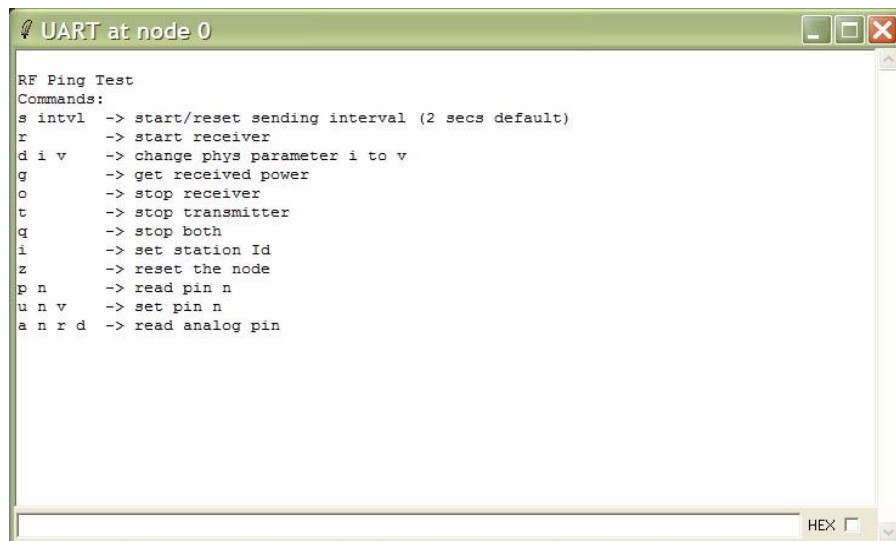 UART at node 0
RF Ping Test
Commands:
s intvl -> start/reset sending interval (2 secs default)
r -> start receiver
d i v -> change phys parameter i to v
g -> get received power
o -> stop receiver
t -> stop transmitter
q -> stop both
i -> set station Id
z -> reset the node
p n -> read pin n
u n v -> set pin n
a n r d -> read analog pin
HEX